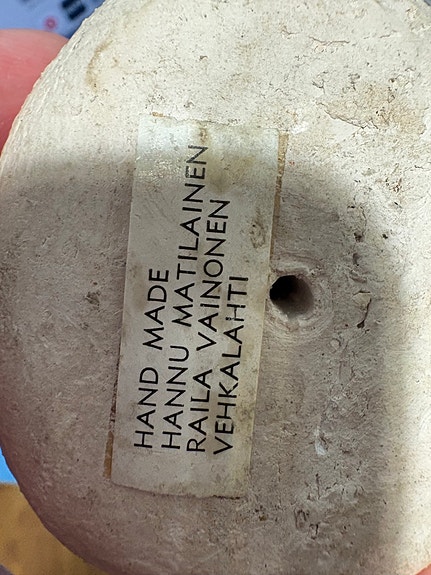 HAND MADE
HANNU MATILAINEN
RAILA VAINONEN
VEHKALAHTI